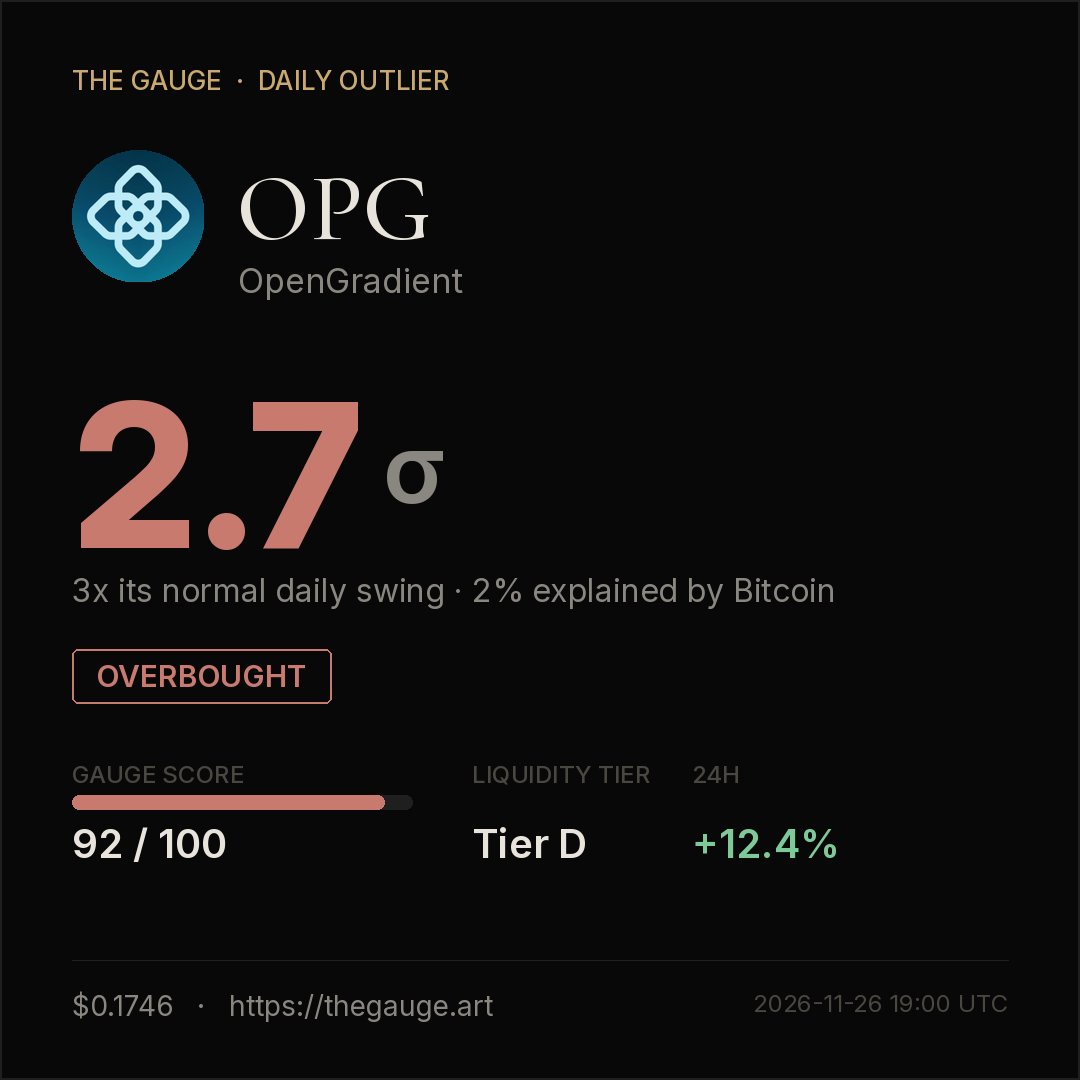 THE GAUGE · DAILY OUTLIER
OPG
OpenGradient
2.7 σ
3x its normal daily swing · 2% explained by Bitcoin
OVERBOUGHT
GAUGE SCORE LIQUIDITY TIER 24H
92 / 100 Tier D +12.4%
$0.1746 · https://thegauge.art 2026-11-26 19:00 UTC